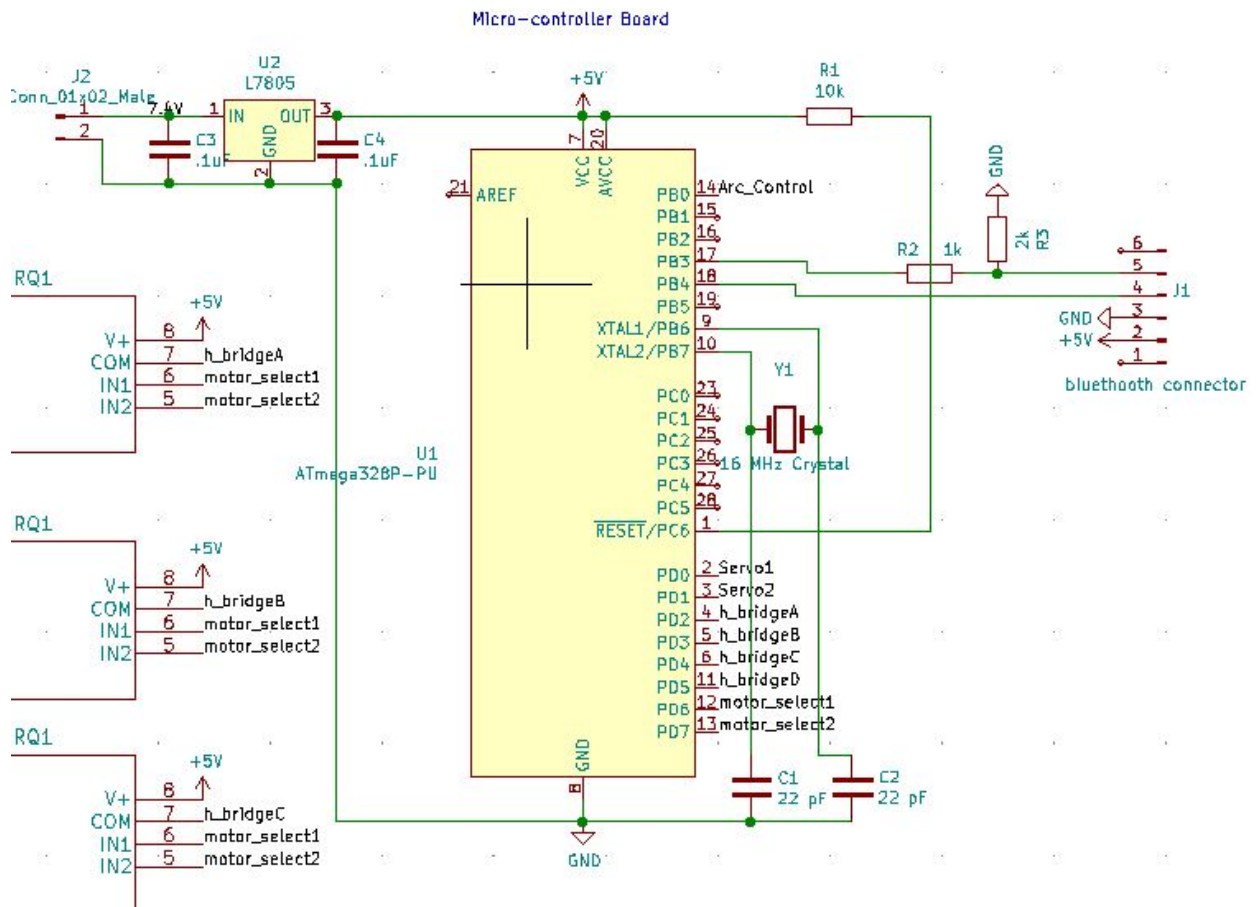 Micro-controller Board
J2
Conn_01x02_Male
1
2
7.4V
U2
L7805
1 IN OUT 3
GND
2
C3
.1uF
C4
.1uF
+5V
R1
10k
7 20
VCC AVCC
21 AREF
PB0 14 Arc_Control
PB1 15
PB2 16
PB3 17
PB4 18
PB5 19
XTAL1/PB6 9
XTAL2/PB7 10
PC0 23
PC1 24
PC2 25
PC3 26
PC4 27
PC5 28
RESET/PC6 1
PD0 2 Servo1
PD1 3 Servo2
PD2 4 h_bridgeA
PD3 5 h_bridgeB
PD4 6 h_bridgeC
PD5 11 h_bridgeD
PD6 12 motor_select1
PD7 13 motor_select2
GND
8
GND
U1
ATmega328P-PU
GND
2k
R3
R2 1k
6
5
4
GND 3
+5V 2
1
J1
bluethooth connector
Y1
16 MHz Crystal
C1
22 pF
C2
22 pF
RQ1
+5V
V+ 8
COM 7 h_bridgeA
IN1 6 motor_select1
IN2 5 motor_select2
RQ1
+5V
V+ 8
COM 7 h_bridgeB
IN1 6 motor_select1
IN2 5 motor_select2
RQ1
+5V
V+ 8
COM 7 h_bridgeC
IN1 6 motor_select1
IN2 5 motor_select2